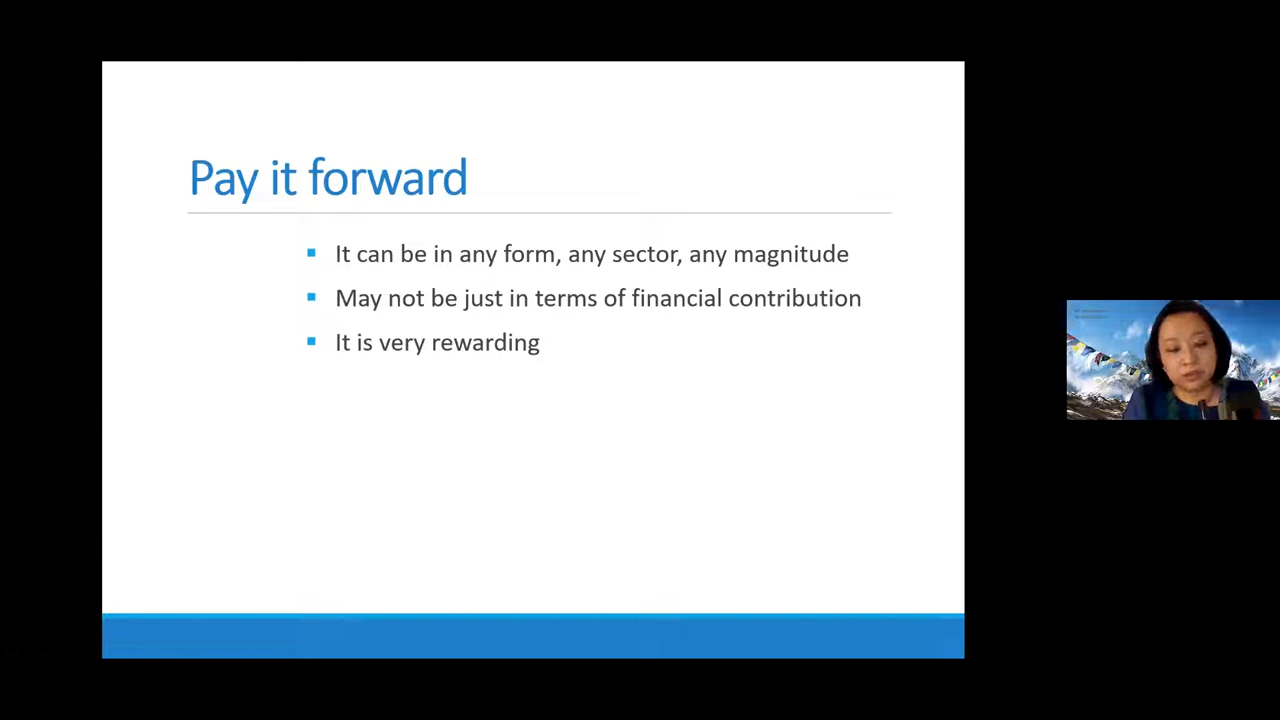 Pay it forward
It can be in any form, any sector, any magnitude
May not be just in terms of financial contribution
It is very rewarding